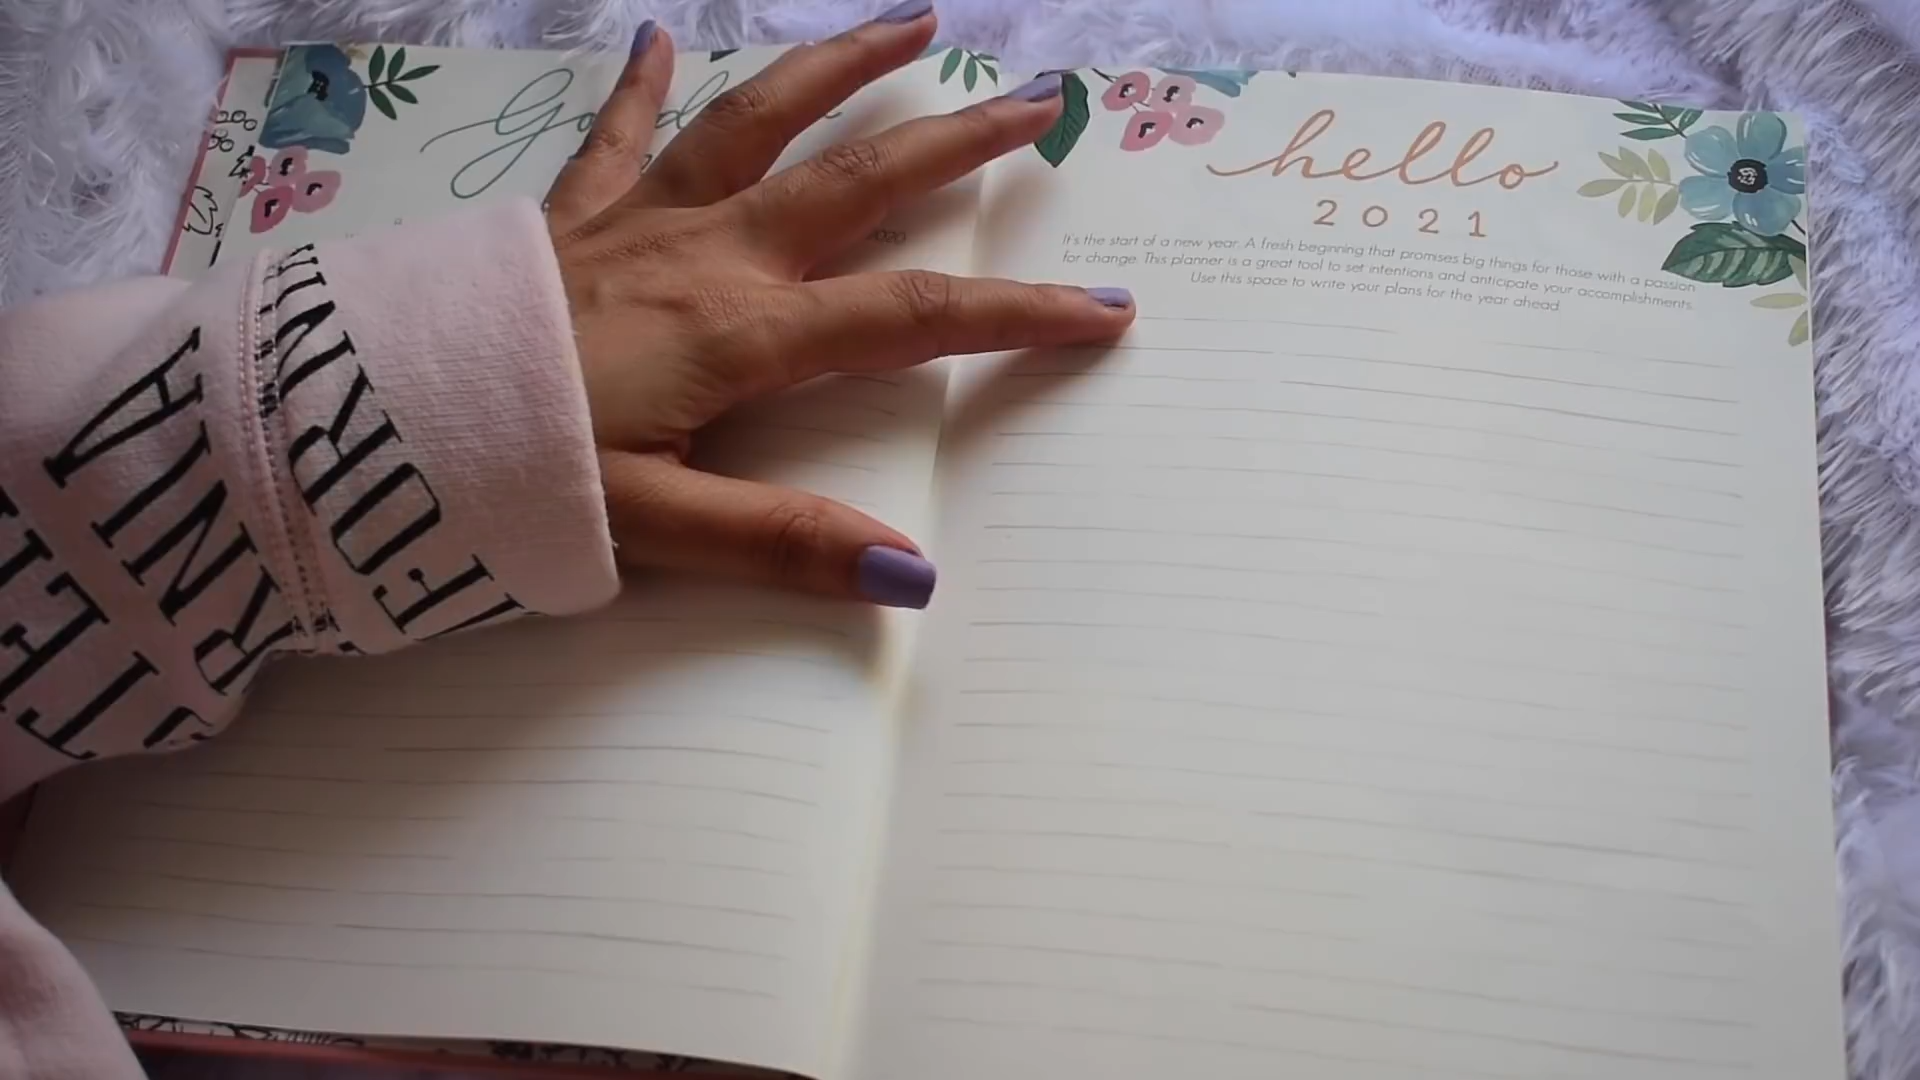 2020
hello
2021
It's the start of a new year. A fresh beginning that promises big things for those with a passion
for change. This planner is a great tool to set intentions and anticipate your accomplishments.
Use this space to write your plans for the year ahead.